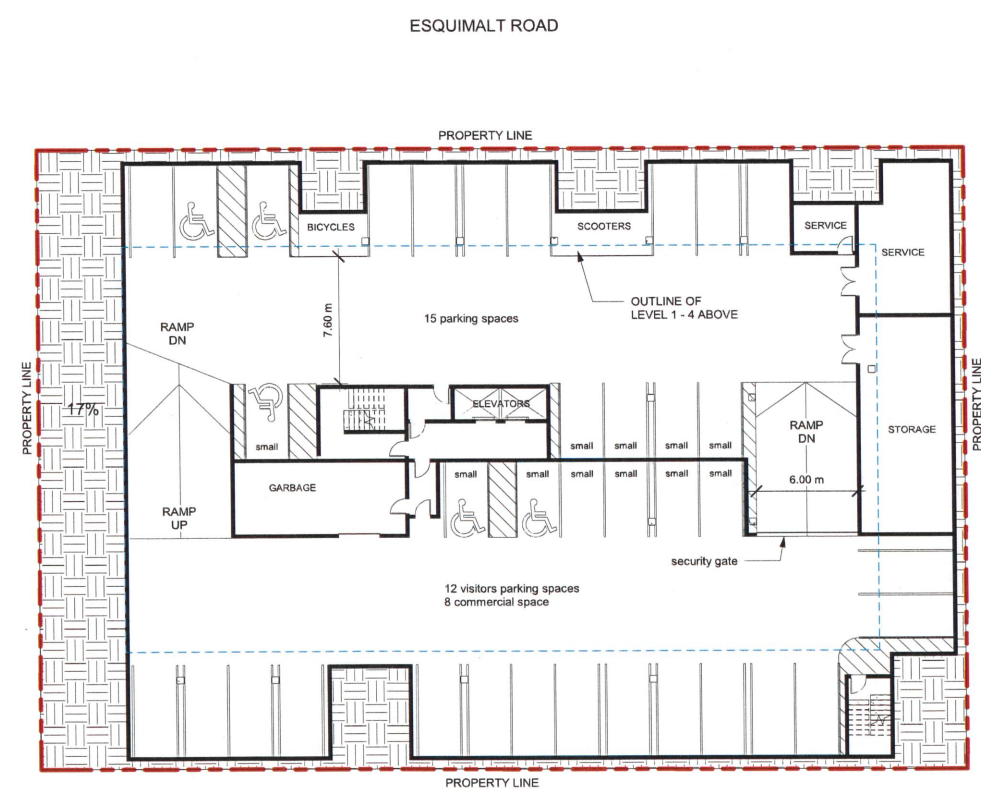 ESQUIMALT ROAD
PROPERTY LINE
BICYCLES
SCOOTERS
SERVICE
SERVICE
OUTLINE OF
LEVEL 1 - 4 ABOVE
7.60 m
15 parking spaces
RAMP
DN
PROPERTY LINE
PROPERTY LINE
17%
ELEVATORS
small
small
small
small
small
RAMP
DN
STORAGE
GARBAGE
small
small
small
small
small
small
6.00 m
RAMP
UP
security gate
12 visitors parking spaces
8 commercial space
PROPERTY LINE